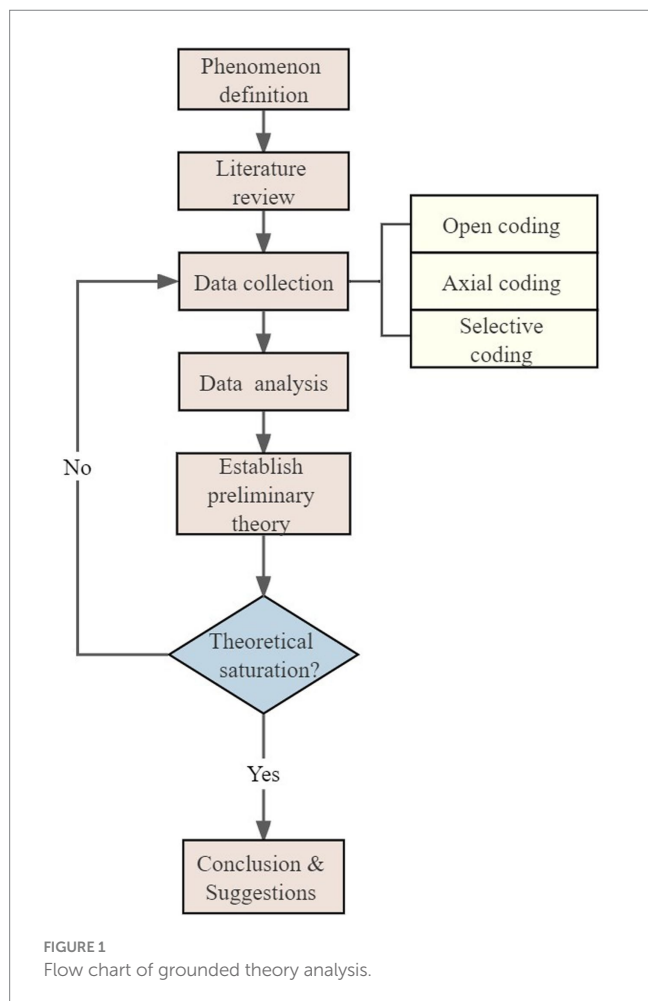 Phenomenon
definition
Literature
review
Data collection
Open coding
Axial coding
Selective
coding
Data analysis
Establish
preliminary
theory
No
Theoretical
saturation?
Yes
Conclusion &
Suggestions
FIGURE 1
Flow chart of grounded theory analysis.